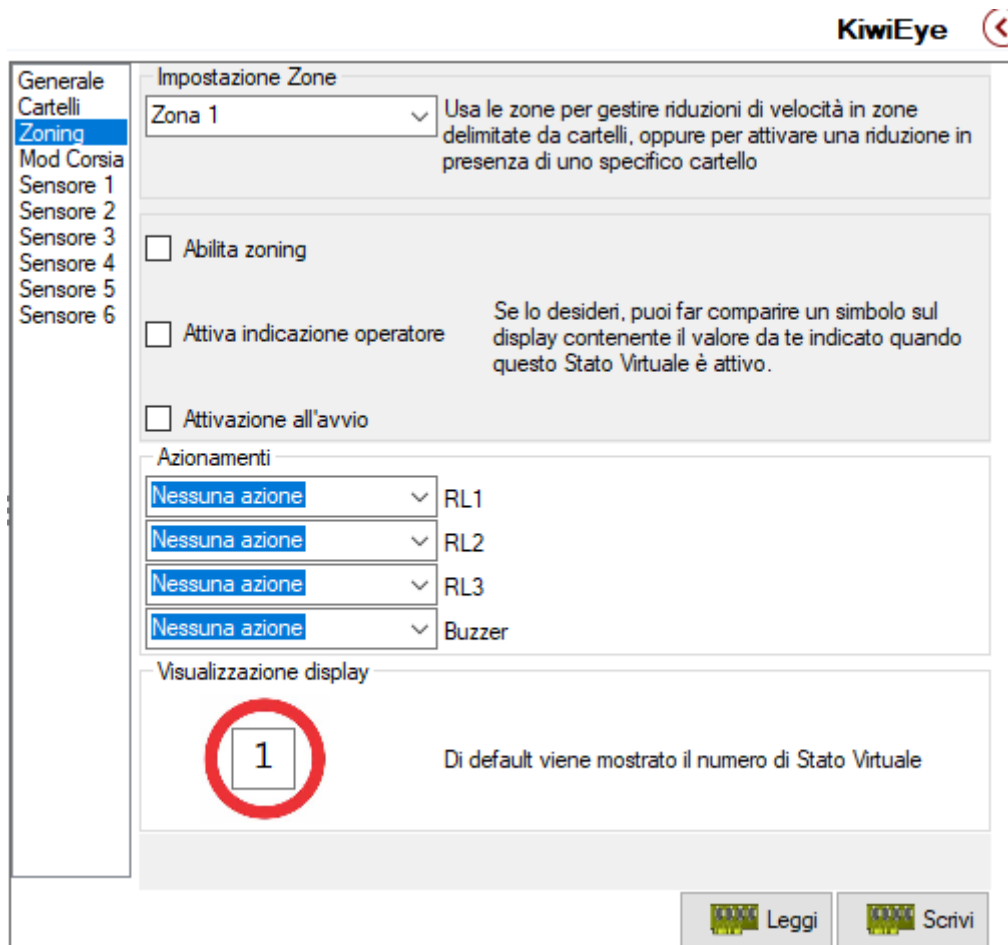 KiwiEye
Generale
Cartelli
Zoning
Mod Corsia
Sensore 1
Sensore 2
Sensore 3
Sensore 4
Sensore 5
Sensore 6
Impostazione Zone
Zona 1
Usa le zone per gestire riduzioni di velocità in zone
delimitate da cartelli, oppure per attivare una riduzione in
presenza di uno specifico cartello
Abilita zoning
Attiva indicazione operatore
Se lo desideri, puoi far comparire un simbolo sul
display contenente il valore da te indicato quando
questo Stato Virtuale è attivo.
Attivazione all'avvio
Azionamenti
Nessuna azione RL1
Nessuna azione RL2
Nessuna azione RL3
Nessuna azione Buzzer
Visualizzazione display
1
Di default viene mostrato il numero di Stato Virtuale
Leggi Scrivi